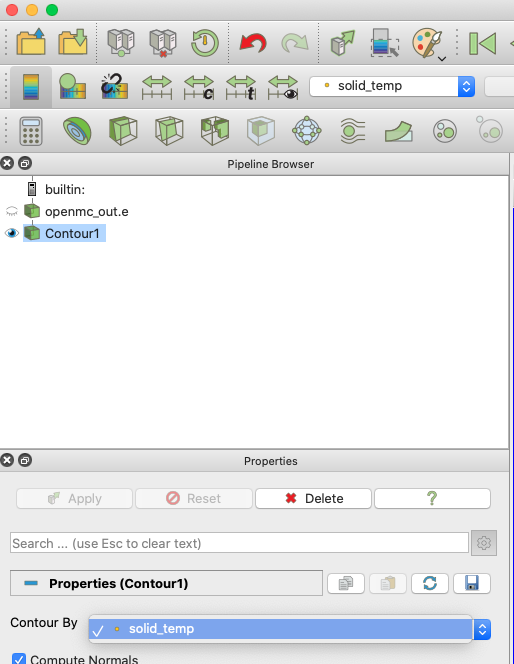 c
t
solid_temp
Pipeline Browser
builtin:
openmc_out.e
Contour1
Properties
Apply
Reset
Delete
?
Search ... (use Esc to clear text)
Properties (Contour1)
Contour By
solid_temp
Compute Normals